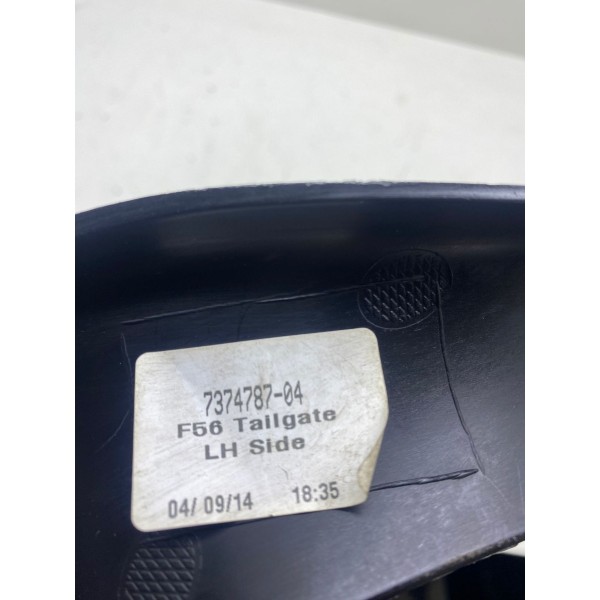 7374787-04
F56 Tailgate
LH Side
04/ 09/14 18:35